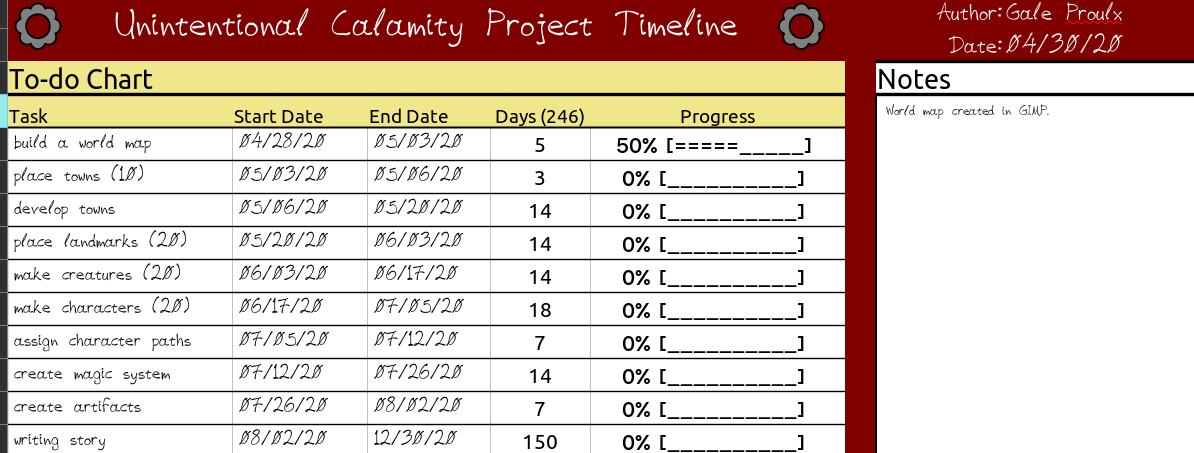 Unintentional Calamity Project Timeline
Author: Gale Proulx
Date: 04/30/20
To-do Chart
Task Start Date End Date Days (246) Progress
build a world map 04/28/20 05/03/20 5 50% [=====_____]
place towns (10) 05/03/20 05/06/20 3 0% [__________]
develop towns 05/06/20 05/20/20 14 0% [__________]
place landmarks (20) 05/20/20 06/03/20 14 0% [__________]
make creatures (20) 06/03/20 06/17/20 14 0% [__________]
make characters (20) 06/17/20 07/05/20 18 0% [__________]
assign character paths 07/05/20 07/12/20 7 0% [__________]
create magic system 07/12/20 07/26/20 14 0% [__________]
create artifacts 07/26/20 08/02/20 7 0% [__________]
writing story 08/02/20 12/30/20 150 0% [__________]
Notes
World map created in GIMP.